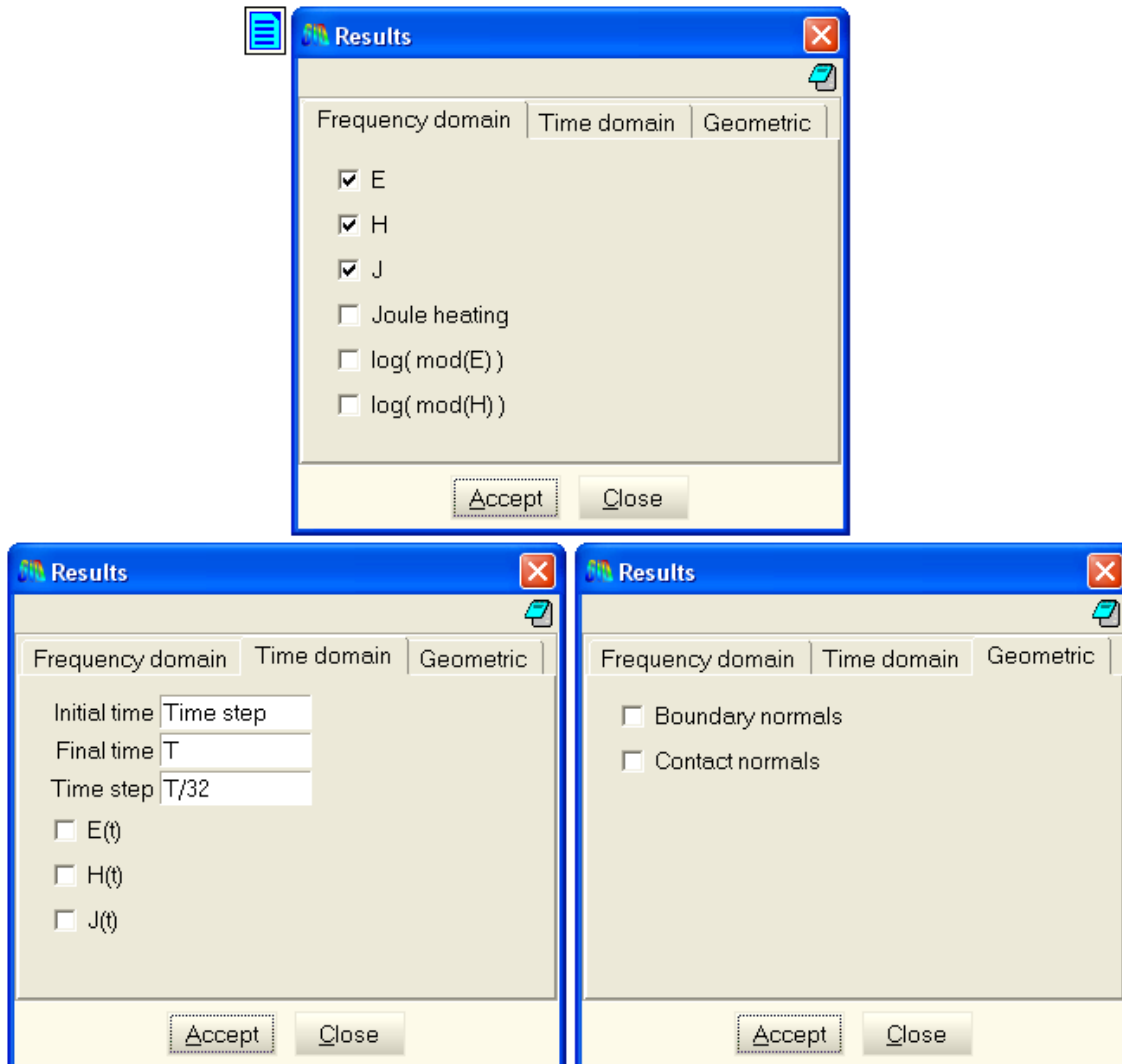 Results
Frequency domain Time domain Geometric
E
H
J
Joule heating
log( mod(E) )
log( mod(H) )
Accept Close
Results
Frequency domain Time domain Geometric
Initial time Time step
Final time T
Time step T/32
E(t)
H(t)
J(t)
Accept Close
Results
Frequency domain Time domain Geometric
Boundary normals
Contact normals
Accept Close